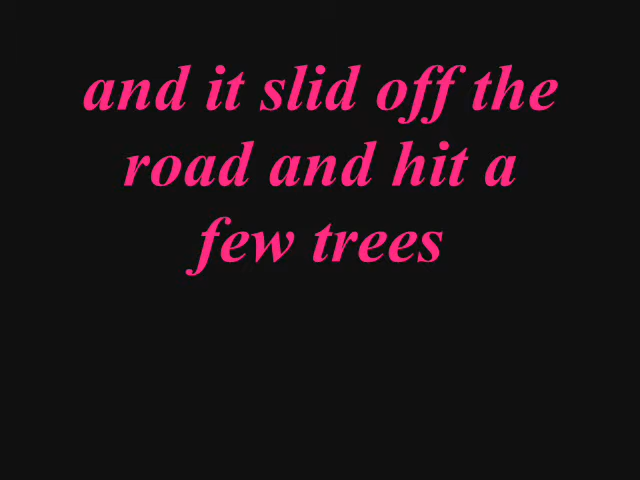 and it slid off the
road and hit a
few trees